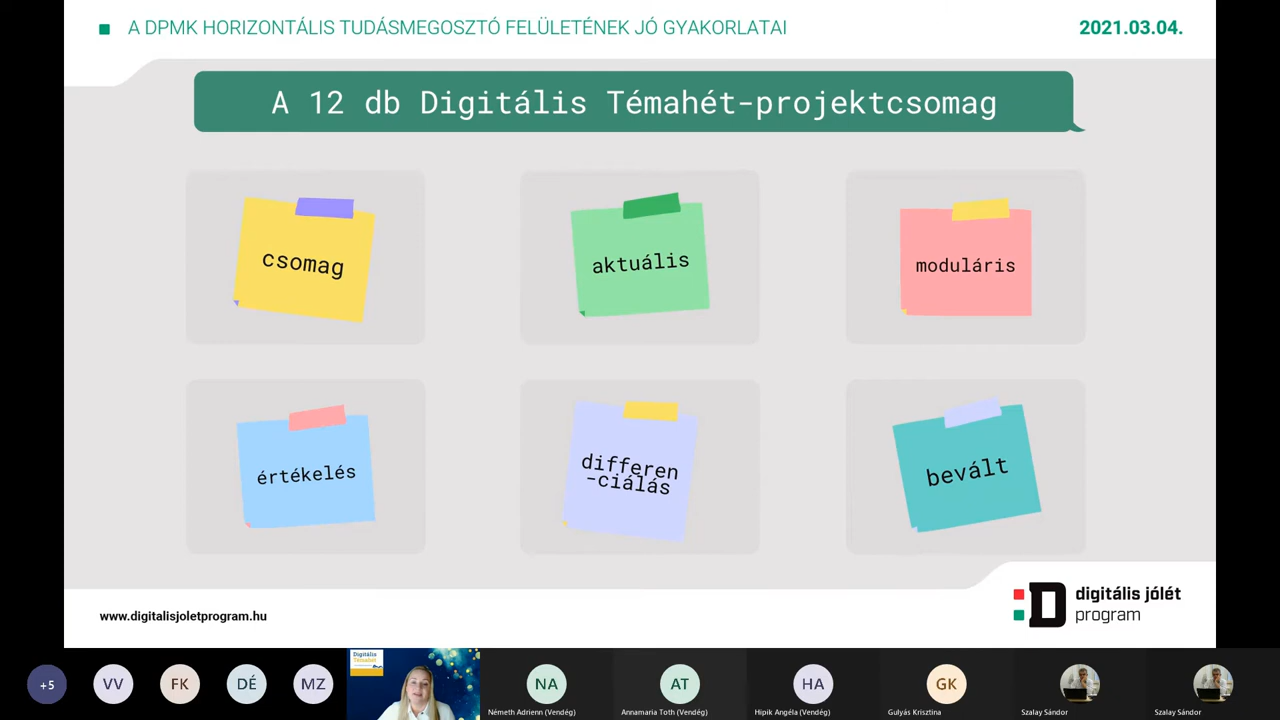 A DPMK HORIZONTÁLIS TUDÁSMEGOSZTÓ FELÜLETÉNEK JÓ GYAKORLATAI
2021.03.04.
A 12 db Digitális Témahét-projektcsomag
csomag
aktuális
moduláris
értékelés
differen
-ciálás
bevált
www.digitalisjoletprogram.hu
digitális jólét
program
+5
VV
FK
DÉ
MZ
Digitális
Témahét
NA
Németh Adrienn (Vendég)
AT
Annamaria Toth (Vendég)
HA
Hipik Angéla (Vendég)
GK
Gulyás Krisztina
Szalay Sándor
Szalay Sándor